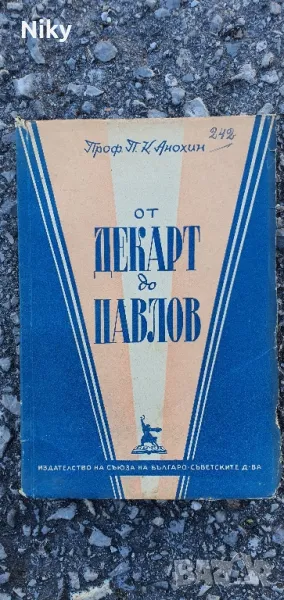 Niky
Проф. П. К. Анохин
242
ОТ
ДЕКАРТ
до
ПАВЛОВ
ИЗДАТЕЛСТВО НА СЪЮЗА НА БЪЛГАРО-СЪВЕТСКИТЕ Д-ВА